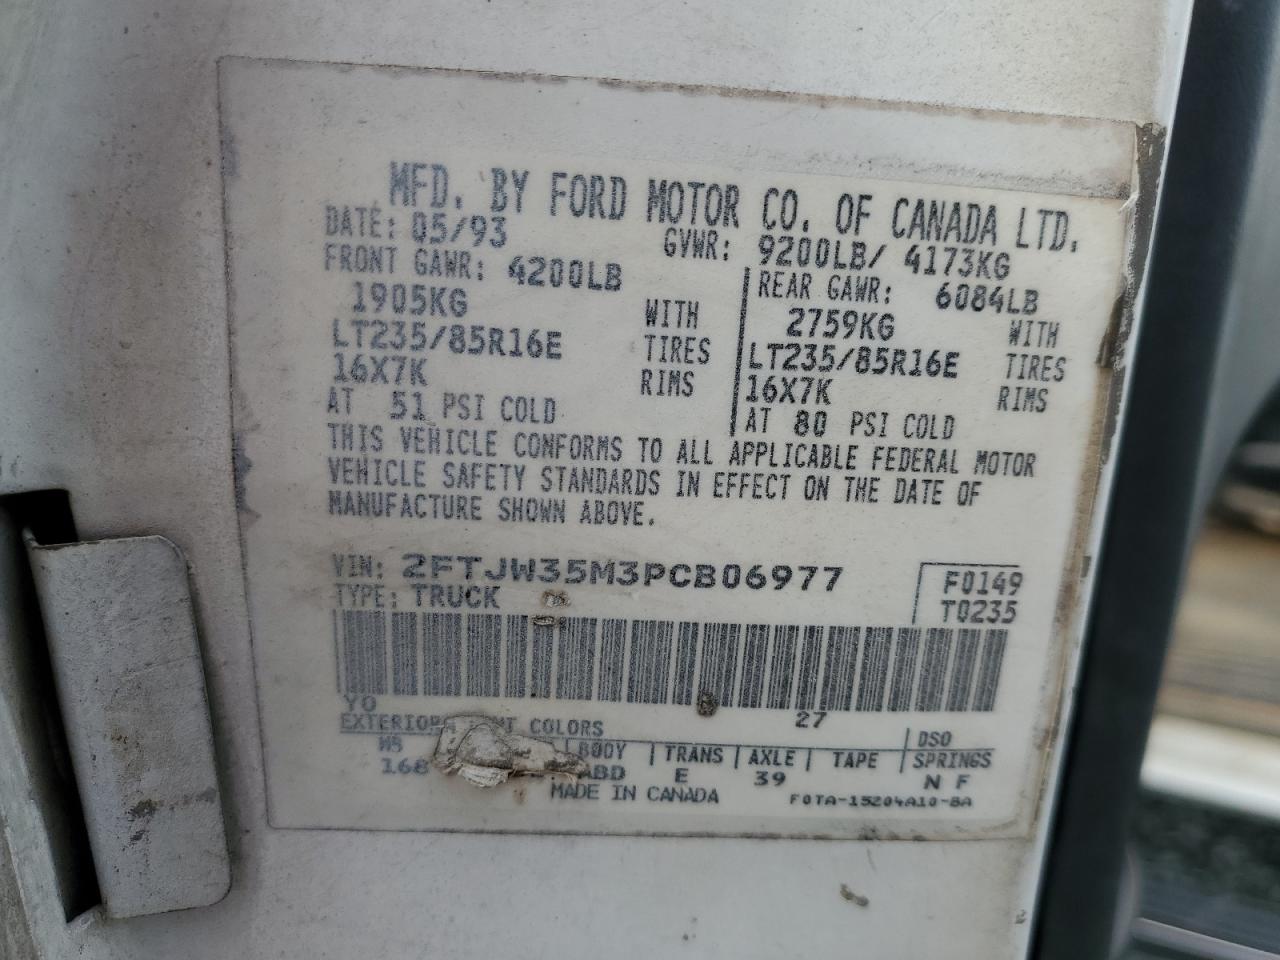 MFD. BY FORD MOTOR CO. OF CANADA LTD.
DATE: 05/93 GVWR: 9200LB/ 4173KG
FRONT GAWR: 4200LB REAR GAWR: 6084LB
1905KG WITH 2759KG WITH
LT235/85R16E TIRES LT235/85R16E TIRES
16X7K RIMS 16X7K RIMS
AT 51 PSI COLD AT 80 PSI COLD
THIS VEHICLE CONFORMS TO ALL APPLICABLE FEDERAL MOTOR
VEHICLE SAFETY STANDARDS IN EFFECT ON THE DATE OF
MANUFACTURE SHOWN ABOVE.
VIN: 2FTJW35M3PCB06977 F0149
TYPE: TRUCK T0235
YO 27
EXTERIOR COLORS DSO
BODY TRANS AXLE TAPE SPRINGS
168 E 39 N F
MADE IN CANADA F0TA-15204A10-BA